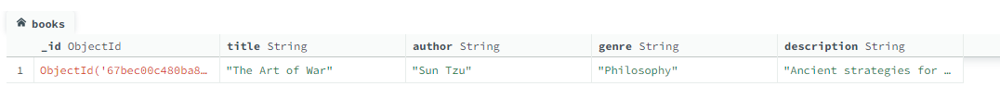 books
_id ObjectId title String author String genre String description String
1 ObjectId('67bec00c480ba8… "The Art of War" "Sun Tzu" "Philosophy" "Ancient strategies for …